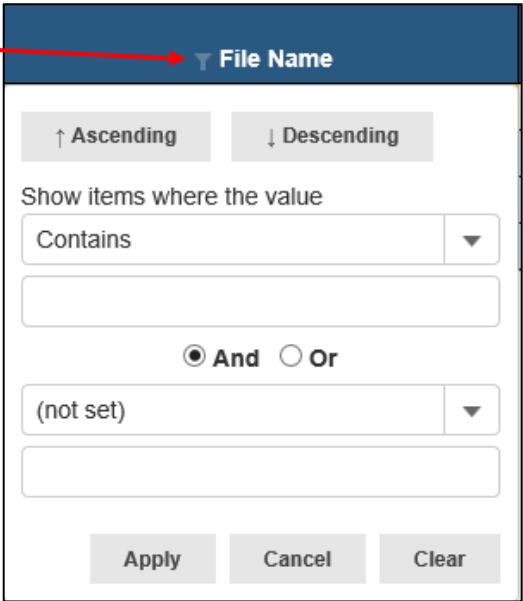 File Name
↑ Ascending ↓ Descending
Show items where the value
Contains
And Or
(not set)
Apply Cancel Clear